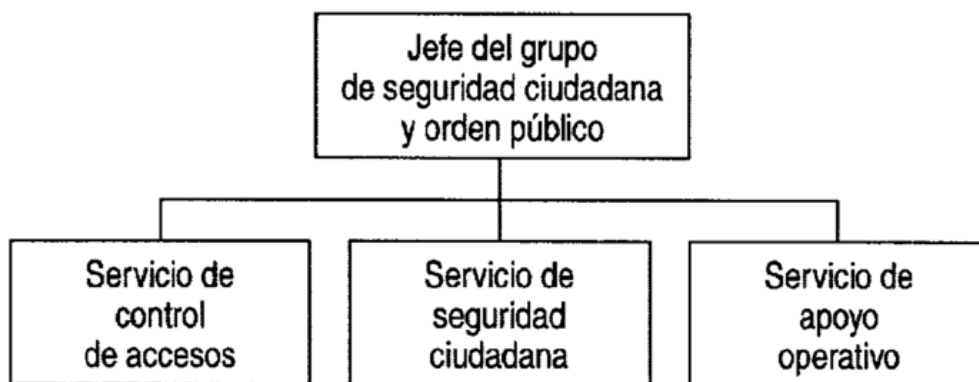 Jefe del grupo
de seguridad ciudadana
y orden público
Servicio de
control
de accesos
Servicio de
seguridad
ciudadana
Servicio de
apoyo
operativo